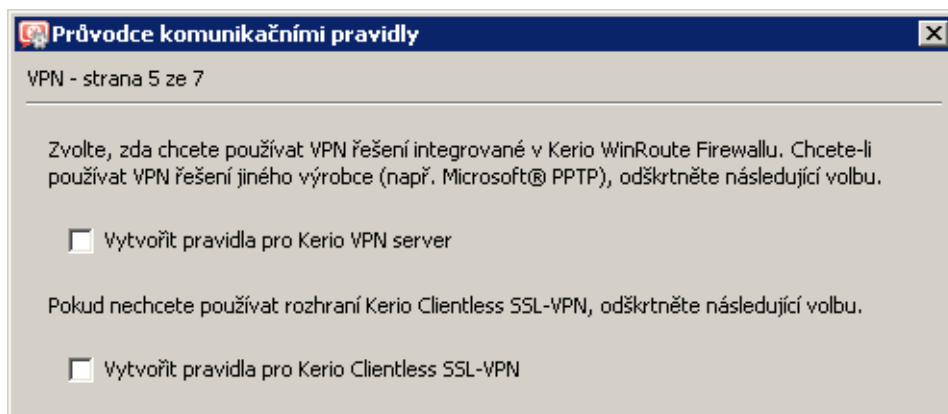 Průvodce komunikačními pravidly
VPN - strana 5 ze 7
Zvolte, zda chcete používat VPN řešení integrované v Kerio WinRoute Firewallu. Chcete-li
používat VPN řešení jiného výrobce (např. Microsoft® PPTP), odškrtněte následující volbu.
Vytvořit pravidla pro Kerio VPN server
Pokud nechcete používat rozhraní Kerio Clientless SSL-VPN, odškrtněte následující volbu.
Vytvořit pravidla pro Kerio Clientless SSL-VPN